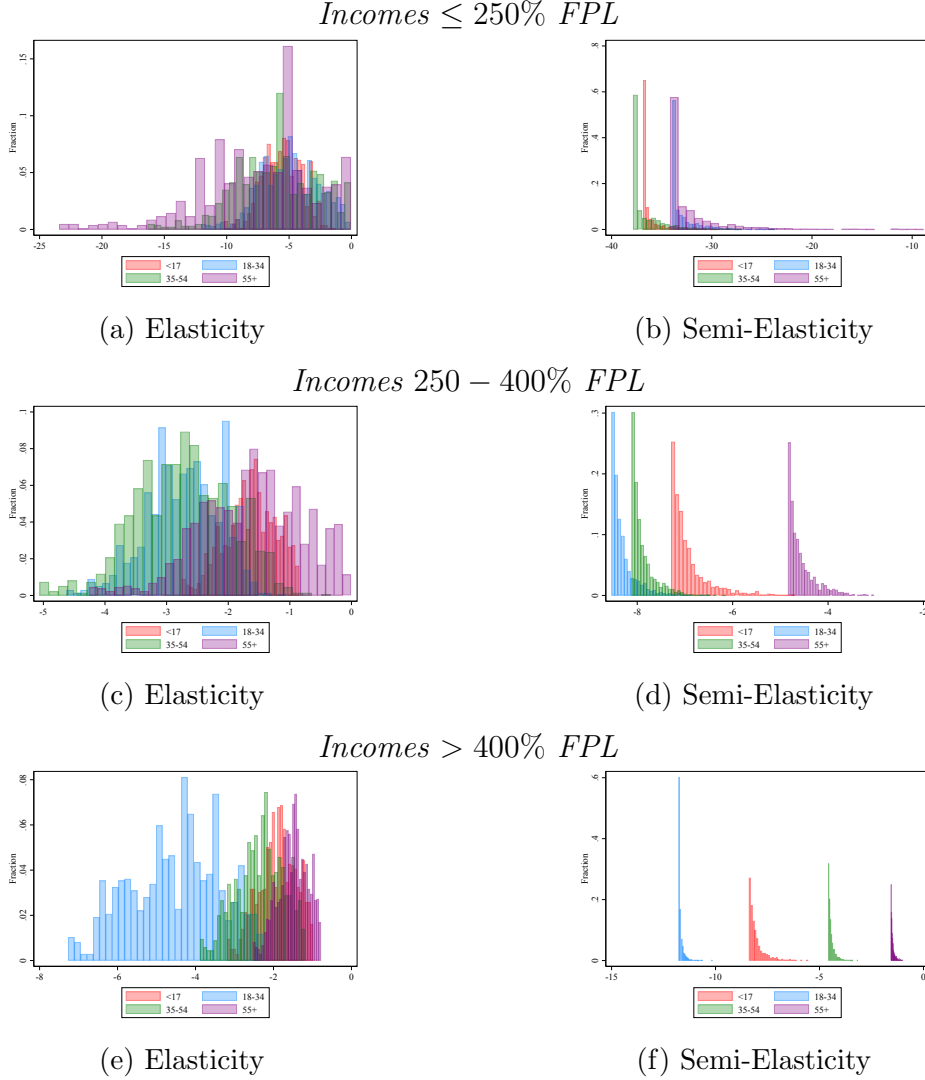 Incomes ≤ 250% FPL
.15
.1
.05
0
Fraction
-25 -20 -15 -10 -5 0
<17 18-34
35-54 55+
(a) Elasticity
.8
.6
.4
.2
0
Fraction
-40 -30 -20 -10
<17 18-34
35-54 55+
(b) Semi-Elasticity
Incomes 250 − 400% FPL
.1
.08
.06
.04
.02
0
Fraction
-5 -4 -3 -2 -1 0
<17 18-34
35-54 55+
(c) Elasticity
.3
.2
.1
0
Fraction
-8 -6 -4 -2
<17 18-34
35-54 55+
(d) Semi-Elasticity
Incomes > 400% FPL
.08
.06
.04
.02
0
Fraction
-8 -6 -4 -2 0
<17 18-34
35-54 55+
(e) Elasticity
.6
.4
.2
0
Fraction
-15 -10 -5 0
<17 18-34
35-54 55+
(f) Semi-Elasticity